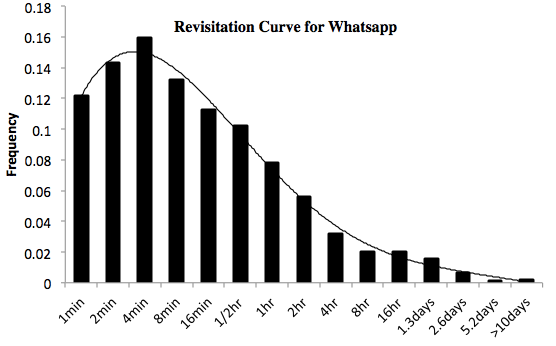 Revisitation Curve for Whatsapp
Frequency
0.18
0.16
0.14
0.12
0.1
0.08
0.06
0.04
0.02
0
1min
2min
4min
8min
16min
1/2hr
1hr
2hr
4hr
8hr
16hr
1.3days
2.6days
5.2days
>10days